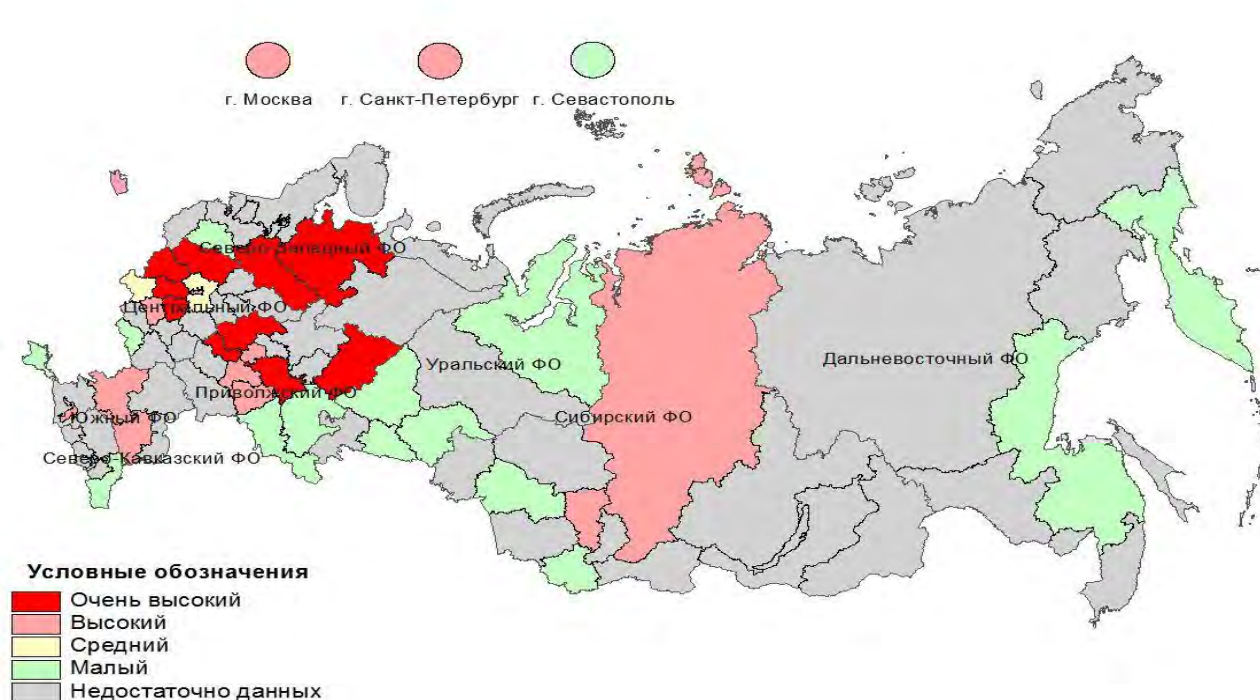 г. Москва
г. Санкт-Петербург
г. Севастополь
Северо-Западный ФО
Центральный ФО
Уральский ФО
Дальневосточный ФО
Приволжский ФО
Сибирский ФО
Южный ФО
Северо-Кавказский ФО
Условные обозначения
Очень высокий
Высокий
Средний
Малый
Недостаточно данных